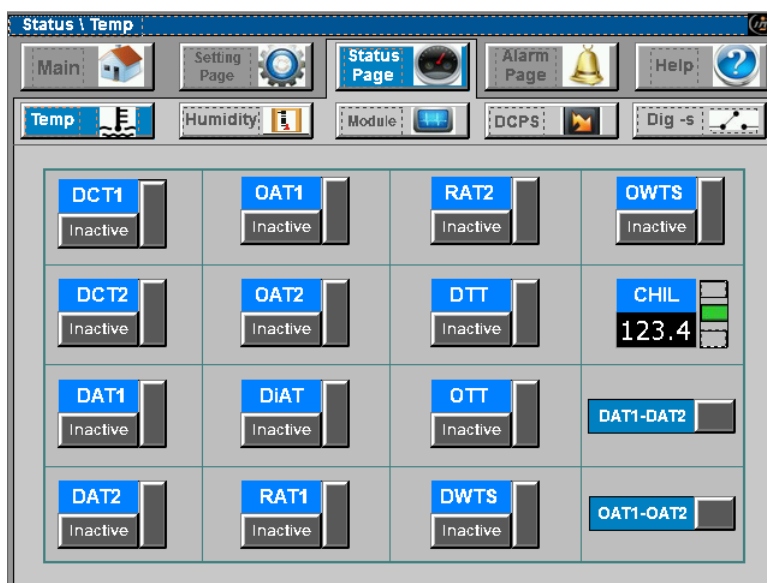 Status \ Temp
Main
Setting
Page
Status
Page
Alarm
Page
Help
Temp
Humidity
Module
DCPS
Dig -s
DCT1
OAT1
RAT2
OWTS
Inactive
Inactive
Inactive
Inactive
DCT2
OAT2
DTT
CHIL
Inactive
Inactive
Inactive
123.4
DAT1
DiAT
OTT
DAT1-DAT2
Inactive
Inactive
Inactive
DAT2
RAT1
DWTS
OAT1-OAT2
Inactive
Inactive
Inactive